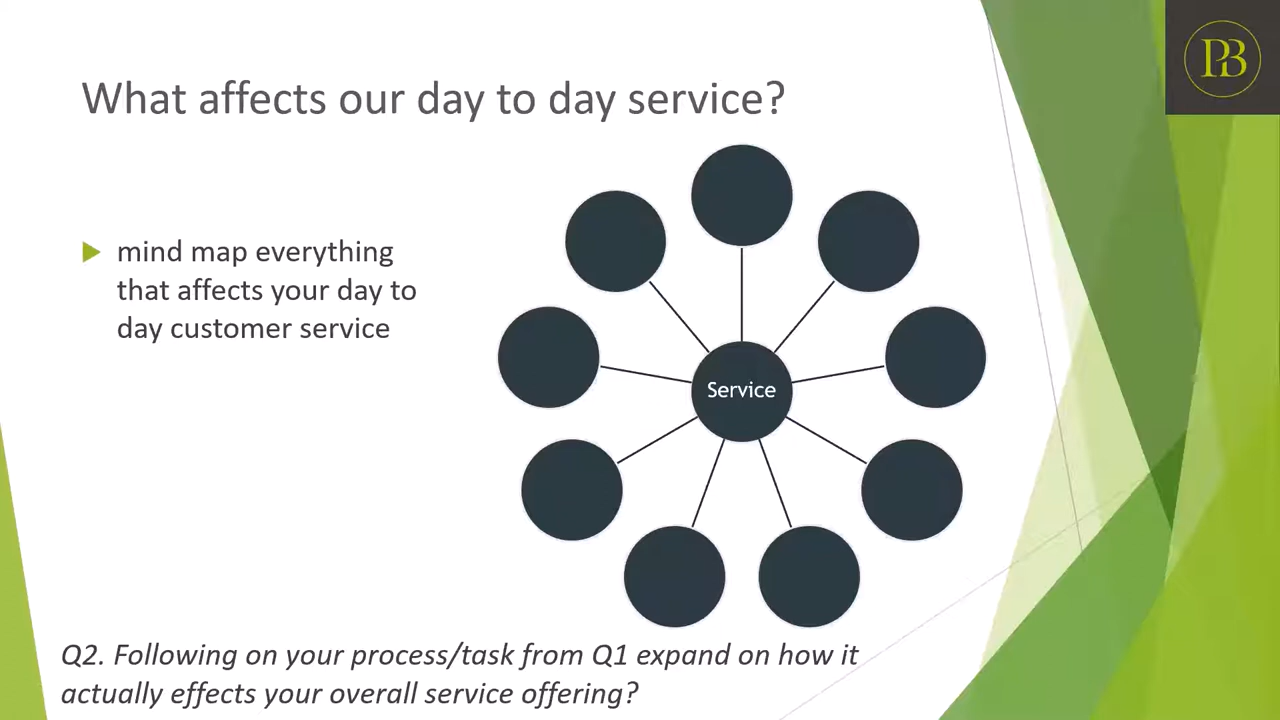 PB
What affects our day to day service?
mind map everything
that affects your day to
day customer service
Service
Q2. Following on your process/task from Q1 expand on how it
actually effects your overall service offering?